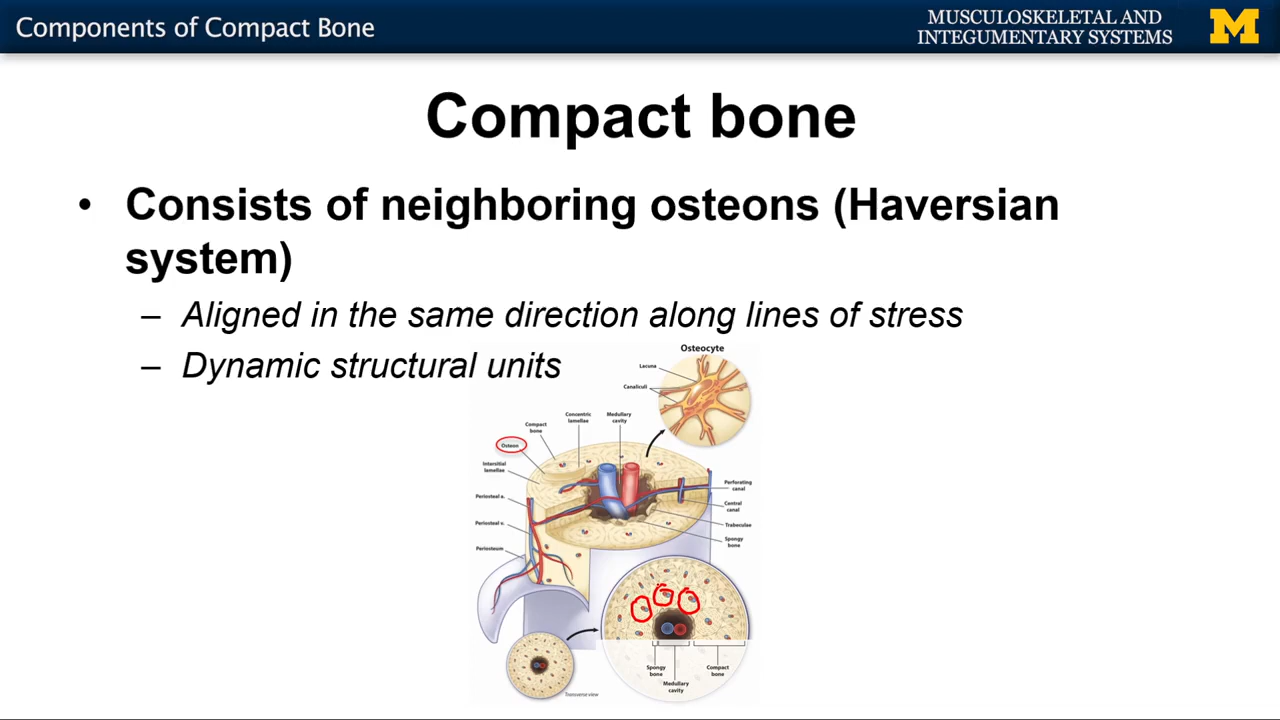 Components of Compact Bone
MUSCULOSKELETAL AND
INTEGUMENTARY SYSTEMS
M
Compact bone
• Consists of neighboring osteons (Haversian
system)
– Aligned in the same direction along lines of stress
– Dynamic structural units
Osteocyte
Lacuna
Canaliculi
Concentric
lamellae
Medullary
cavity
Compact
bone
Osteon
Interstitial
lamellae
Periosteal a.
Periosteal v.
Periosteum
Perforating
canal
Central
canal
Trabeculae
Spongy
bone
Spongy
bone
Medullary
cavity
Compact
bone
Transverse view